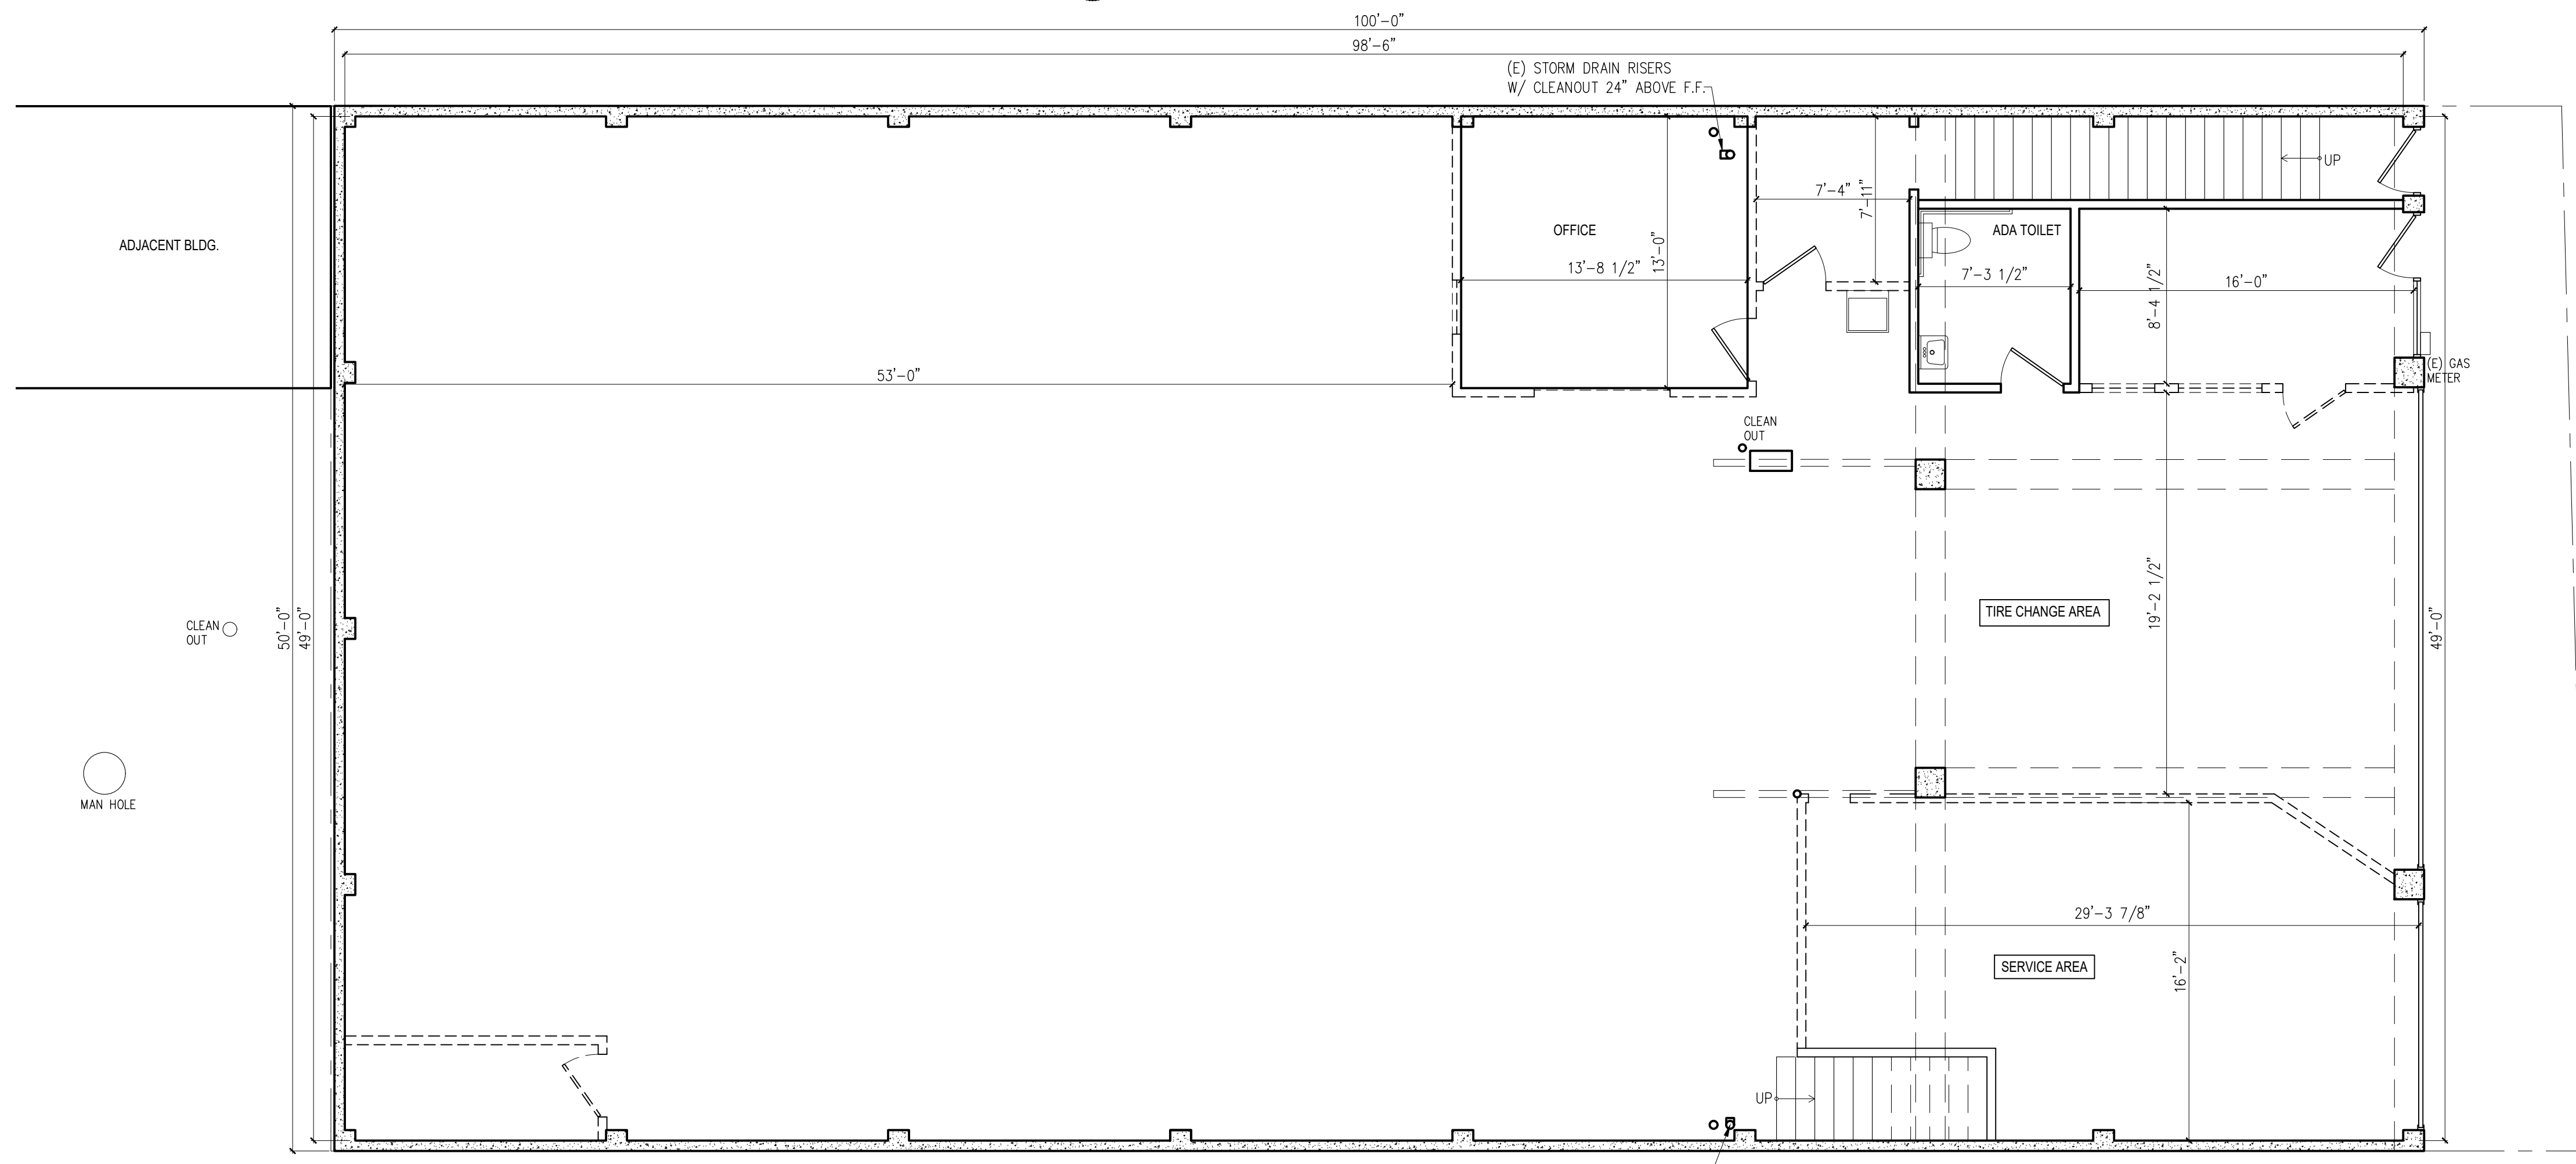 100'-0"
98'-6"
(E) STORM DRAIN RISERS
W/ CLEANOUT 24" ABOVE F.F.
UP
7'-4"
7'-11"
ADJACENT BLDG.
OFFICE
ADA TOILET
13'-8 1/2"
13'-0"
7'-3 1/2"
8'-4 1/2"
16'-0"
(E) GAS
METER
53'-0"
CLEAN
OUT
CLEAN
OUT
50'-0"
49'-0"
TIRE CHANGE AREA
19'-2 1/2"
49'-0"
MAN HOLE
29'-3 7/8"
SERVICE AREA
16'-2"
UP